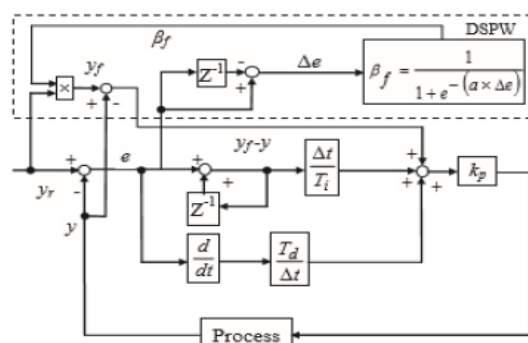 DSPW
β_f
y_f
×
+ -
Z⁻¹
-
+
Δe
β_f = 1 / (1 + e^-(a × Δe))
y_r
+
-
e
+
+
y_f-y
Δt / T_i
+
+ +
k_p
y
Z⁻¹
d / dt
T_d / Δt
Process